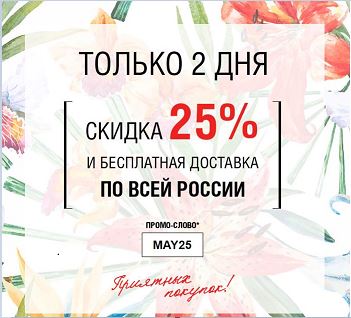 ТОЛЬКО 2 ДНЯ
СКИДКА 25%
И БЕСПЛАТНАЯ ДОСТАВКА
ПО ВСЕЙ РОССИИ
ПРОМО-СЛОВО*
MAY25
Приятных
покупок!